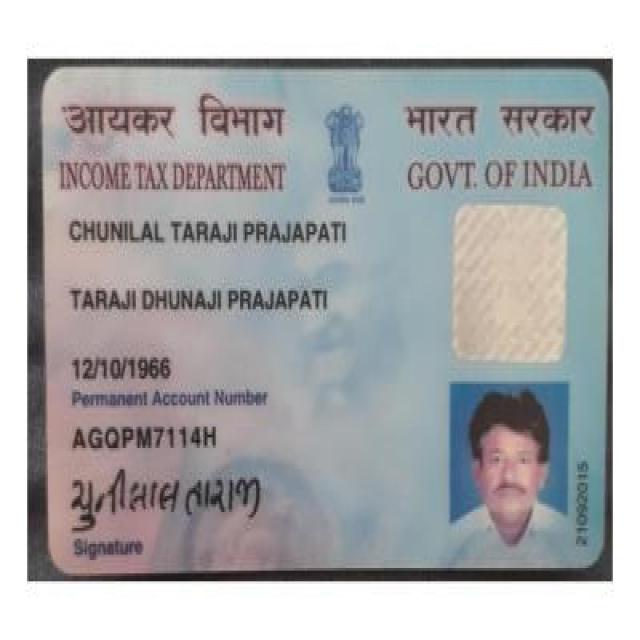 आयकर विभाग
भारत सरकार
INCOME TAX DEPARTMENT
GOVT. OF INDIA
CHUNILAL TARAJI PRAJAPATI
TARAJI DHUNAJI PRAJAPATI
12/10/1966
Permanent Account Number
AGQPM7114H
ચુનીલાલ તારાજી
Signature
21092015